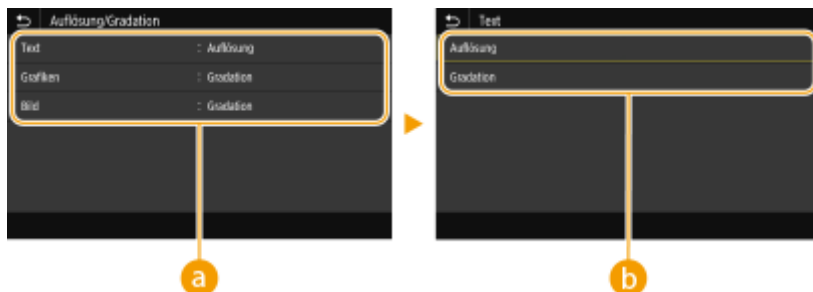 Auflösung/Gradation
Text : Auflösung
Grafiken : Gradation
Bild : Gradation
a
Text
Auflösung
Gradation
b